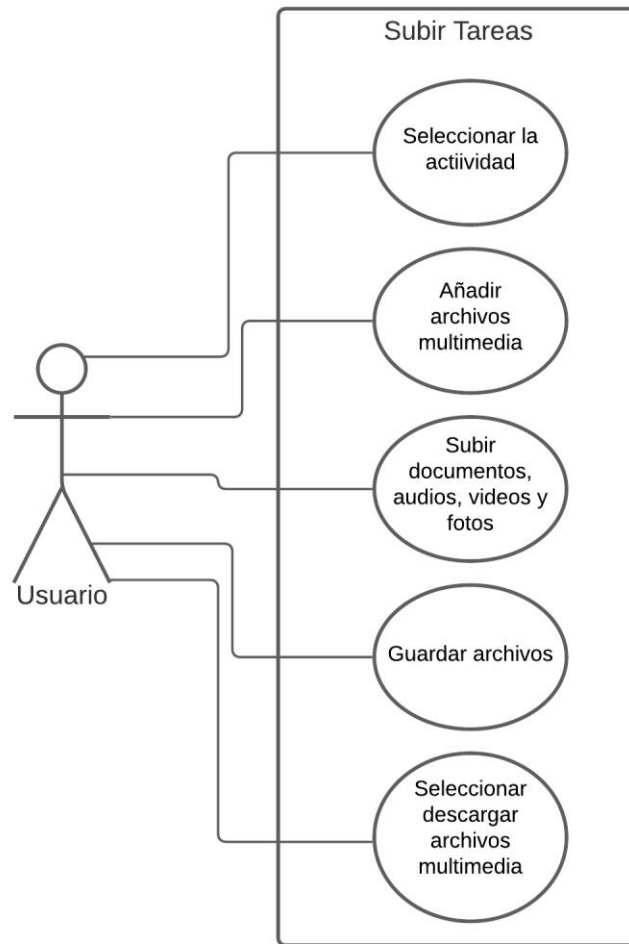 Subir Tareas
Seleccionar la
actiividad
Añadir
archivos
multimedia
Subir
documentos,
audios, videos y
fotos
Usuario
Guardar archivos
Seleccionar
descargar
archivos
multimedia